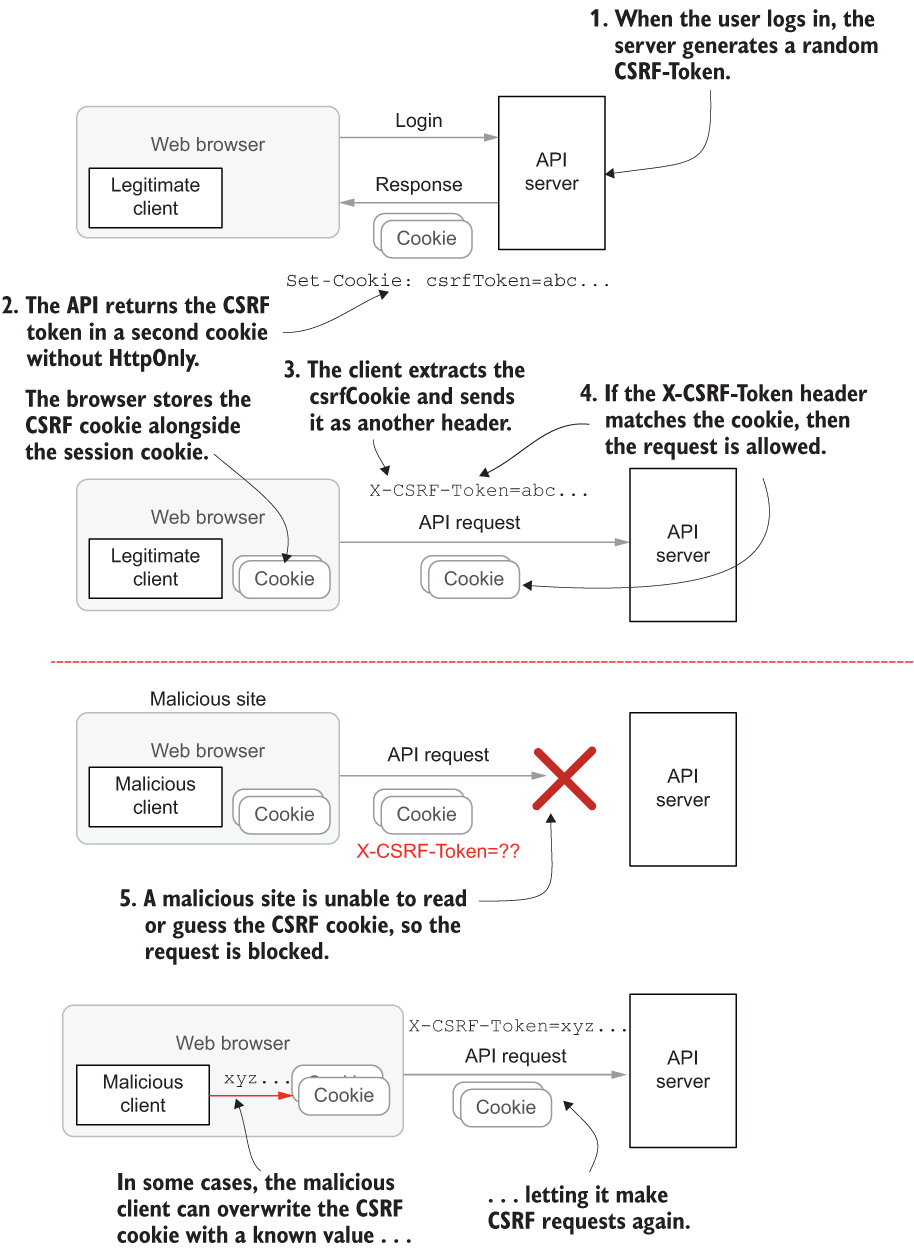 1. When the user logs in, the
server generates a random
CSRF-Token.
Web browser
Legitimate
client
Login
Response
API
server
Cookie
Set-Cookie: csrfToken=abc...
2. The API returns the CSRF
token in a second cookie
without HttpOnly.
The browser stores the
CSRF cookie alongside
the session cookie.
3. The client extracts the
csrfCookie and sends
it as another header.
4. If the X-CSRF-Token header
matches the cookie, then
the request is allowed.
X-CSRF-Token=abc...
Web browser
Legitimate
client
Cookie
API request
Cookie
API
server
Malicious site
Web browser
Malicious
client
Cookie
API request
Cookie
X-CSRF-Token=??
API
server
5. A malicious site is unable to read
or guess the CSRF cookie, so the
request is blocked.
Web browser
Malicious
client
xyz...
Cookie
X-CSRF-Token=xyz...
API request
Cookie
API
server
In some cases, the malicious
client can overwrite the CSRF
cookie with a known value . . .
. . . letting it make
CSRF requests again.